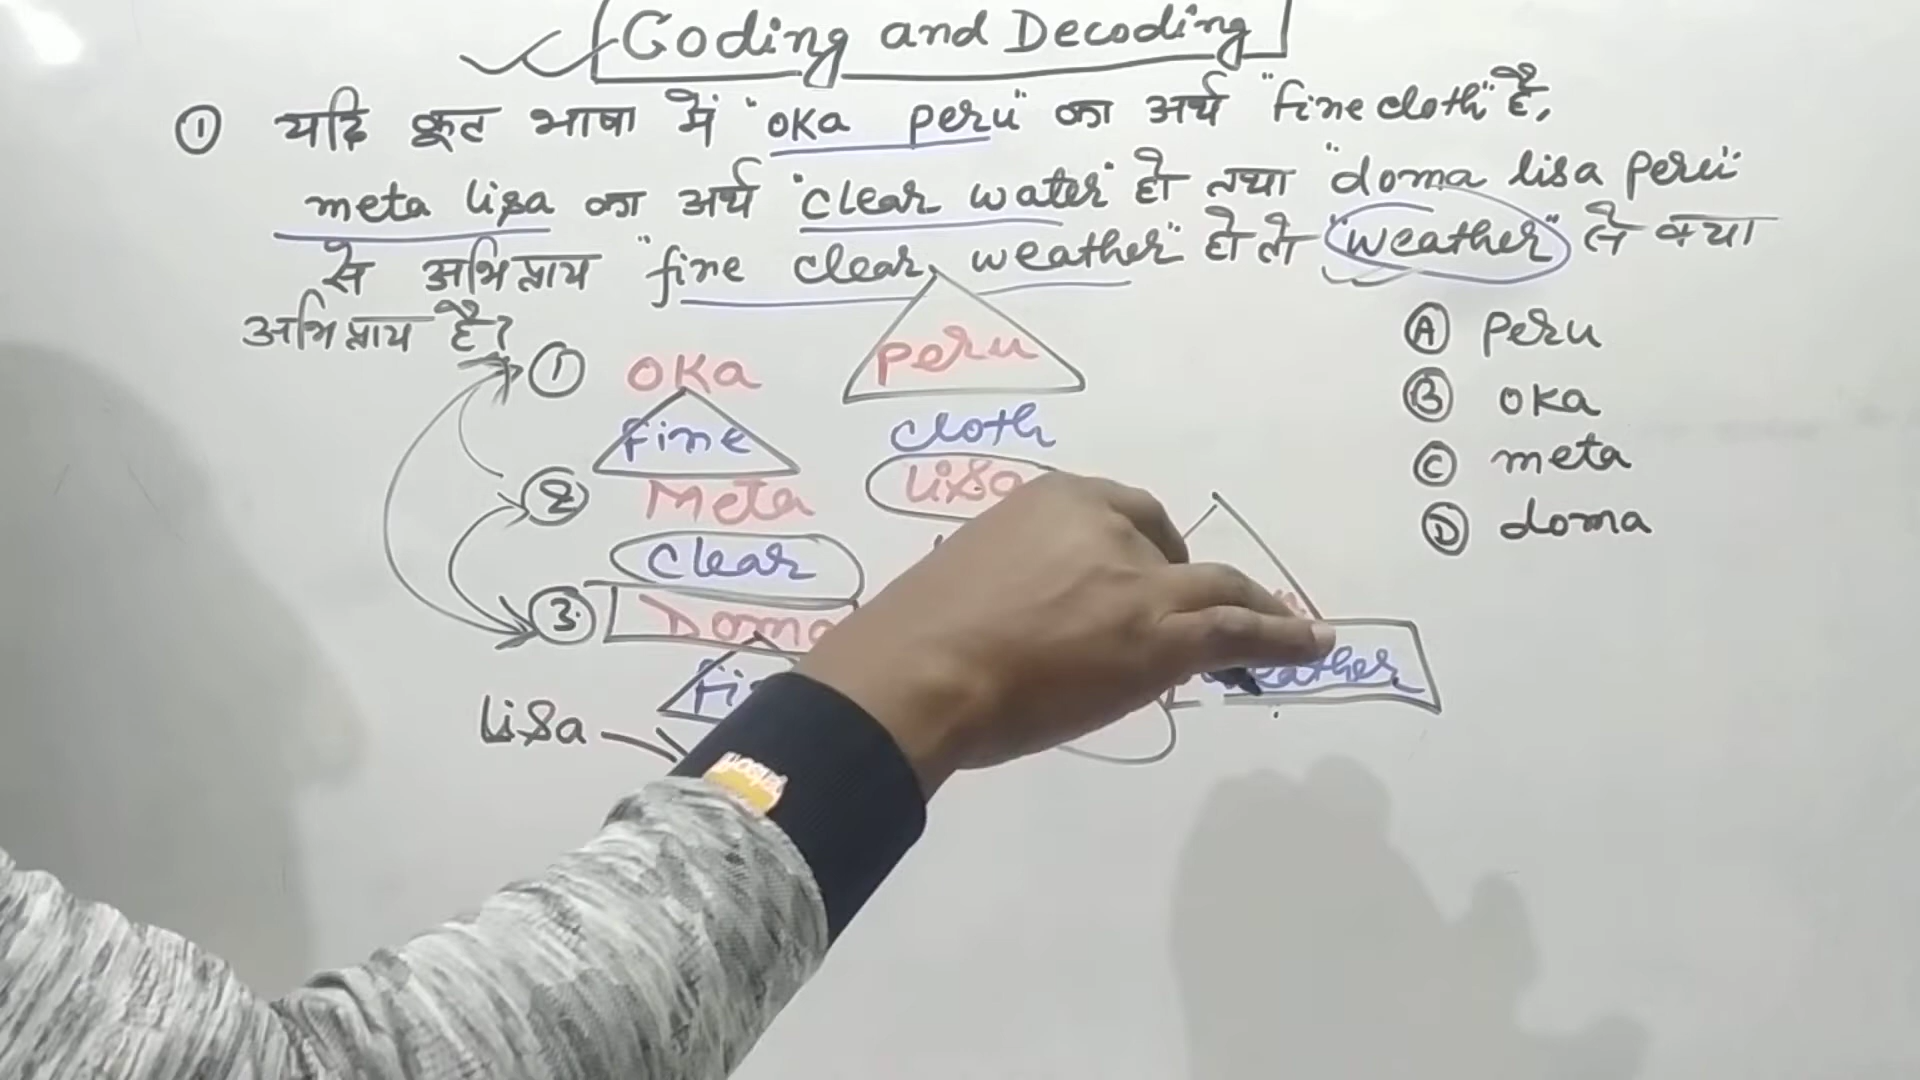 Coding and Decoding
① यदि कूट भाषा में "oka peru" का अर्थ "fine cloth" है,
meta lisa का अर्थ "clear water" हो तथा "doma lisa peru"
से अभिप्राय "fine clear weather" हो तो "weather" से क्या
अभिप्राय है?
Ⓐ peru
Ⓑ oka
Ⓒ meta
Ⓓ doma
① OKa peru
Fine cloth
② Meta lisa
Clear
③ Doma
weather
lisa